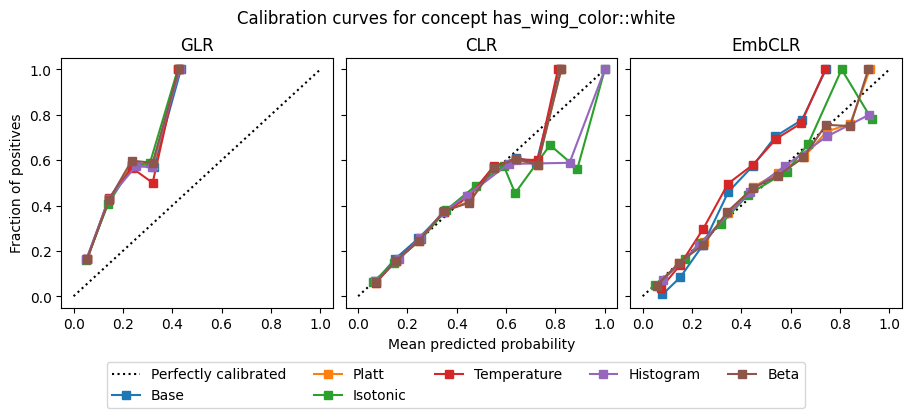 Calibration curves for concept has_wing_color::white
GLR
CLR
EmbCLR
Fraction of positives
1.0
0.8
0.6
0.4
0.2
0.0
0.0 0.2 0.4 0.6 0.8 1.0
0.0 0.2 0.4 0.6 0.8 1.0
0.0 0.2 0.4 0.6 0.8 1.0
Mean predicted probability
Perfectly calibrated Platt Temperature Histogram Beta
Base Isotonic